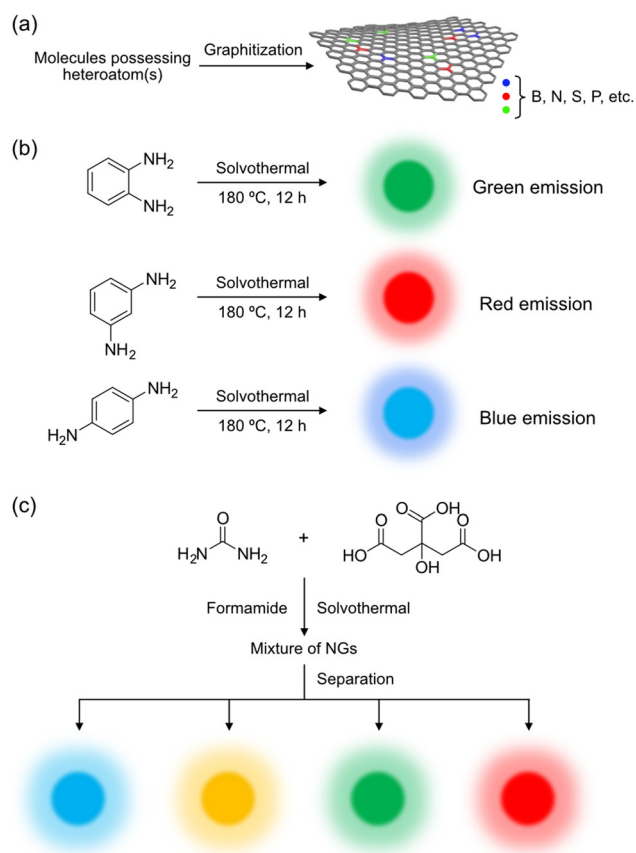 (a)
Molecules possessing
heteroatom(s)
Graphitization
B, N, S, P, etc.
(b)
NH₂
NH₂
Solvothermal
180 ºC, 12 h
Green emission
NH₂
NH₂
Solvothermal
180 ºC, 12 h
Red emission
NH₂
H₂N
Solvothermal
180 ºC, 12 h
Blue emission
(c)
O
H₂N NH₂
+
O OH
O O
HO OH
OH
Formamide Solvothermal
Mixture of NGs
Separation